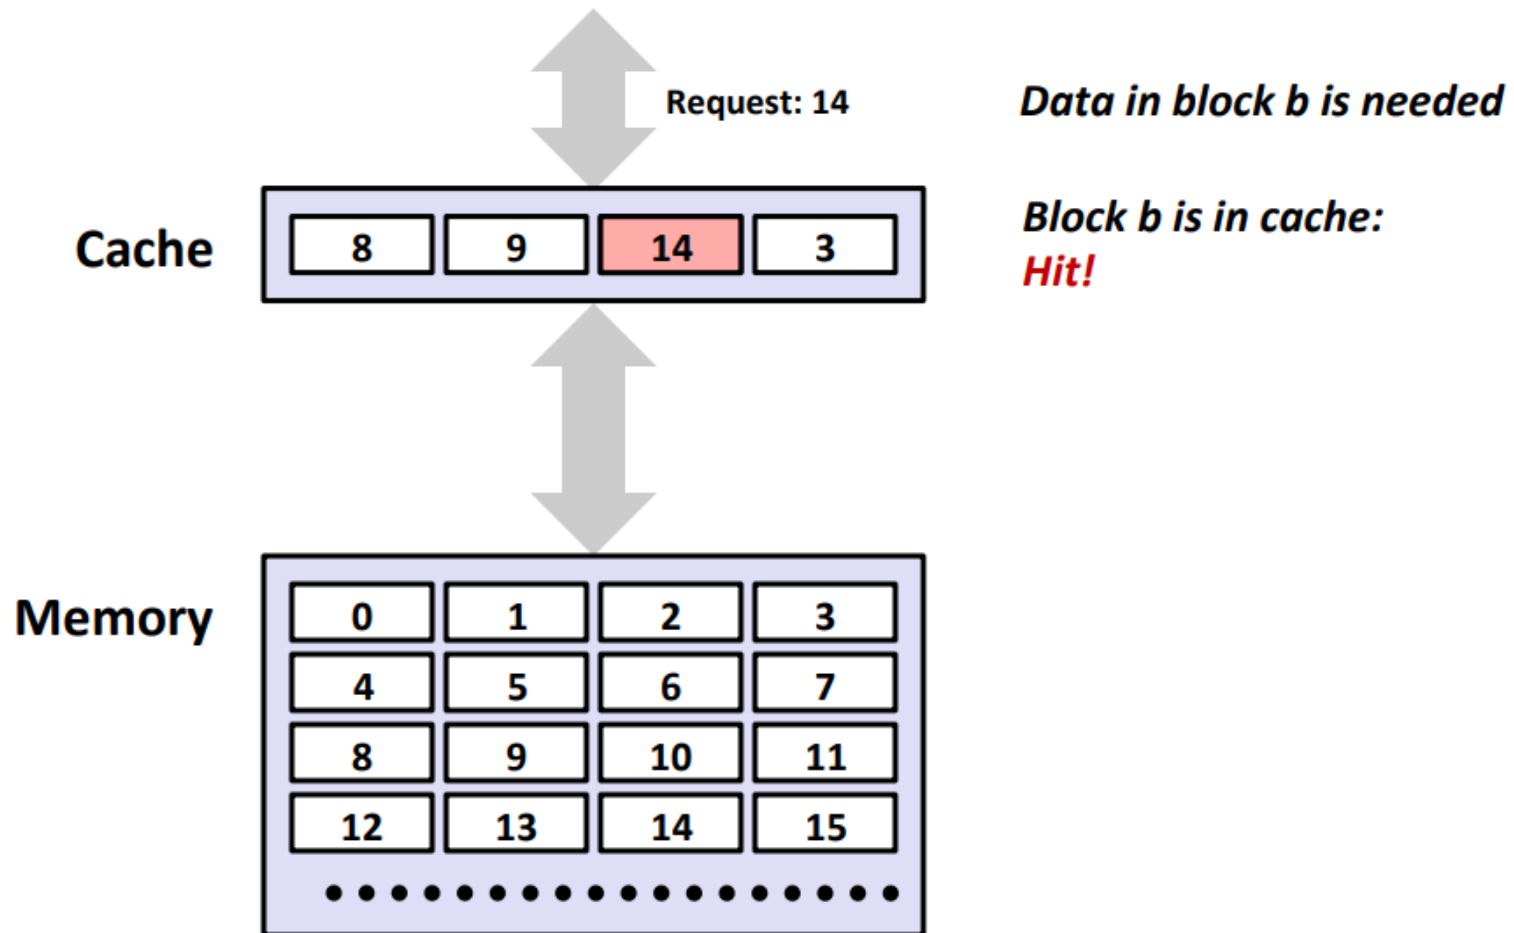 Request: 14
Data in block b is needed
Cache
8 9 14 3
Block b is in cache:
Hit!
Memory
0 1 2 3
4 5 6 7
8 9 10 11
12 13 14 15